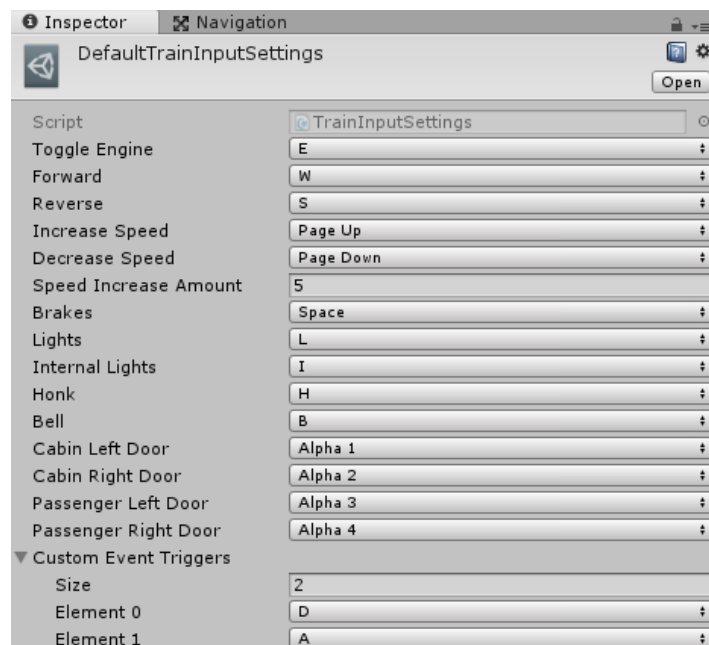 Inspector Navigation
DefaultTrainInputSettings
Open
Script TrainInputSettings
Toggle Engine E
Forward W
Reverse S
Increase Speed Page Up
Decrease Speed Page Down
Speed Increase Amount 5
Brakes Space
Lights L
Internal Lights I
Honk H
Bell B
Cabin Left Door Alpha 1
Cabin Right Door Alpha 2
Passenger Left Door Alpha 3
Passenger Right Door Alpha 4
Custom Event Triggers
Size 2
Element 0 D
Element 1 A